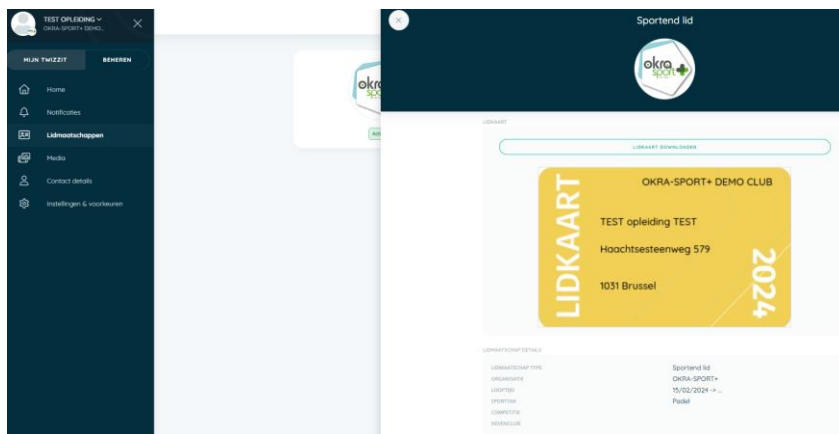 TEST OPLEIDING
OKRA-SPORT+ DEMO...
MIJN TWIZZIT
BEHEREN
Home
Notificaties
Lidmaatschappen
Media
Contact details
Instellingen & voorkeuren
Sportend lid
okra
sport
LIDKAART
LIDKAART DOWNLOADEN
LIDKAART
OKRA-SPORT+ DEMO CLUB
TEST opleiding TEST
Haachtsesteenweg 579
1031 Brussel
2024
LIDMAATSCHAP DETAILS
LIDMAATSCHAP TYPE Sportend lid
ORGANISATIE OKRA-SPORT+
LOOPTIJD 15/02/2024 -> ...
SPORTTAK Padel
COMPETITIE